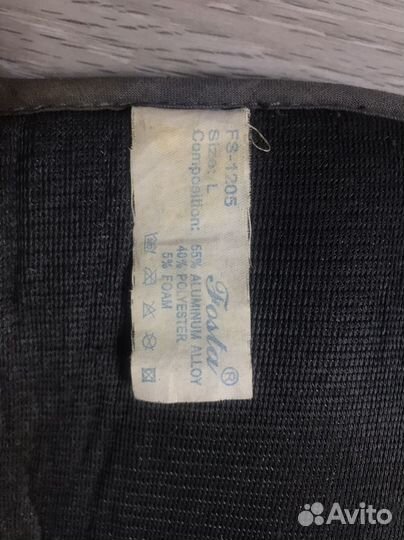 Fosta®
FS-1205
Size: L
Composition: 55% ALUMINUM ALLOY
40% POLYESTER
5% FOAM
Avito